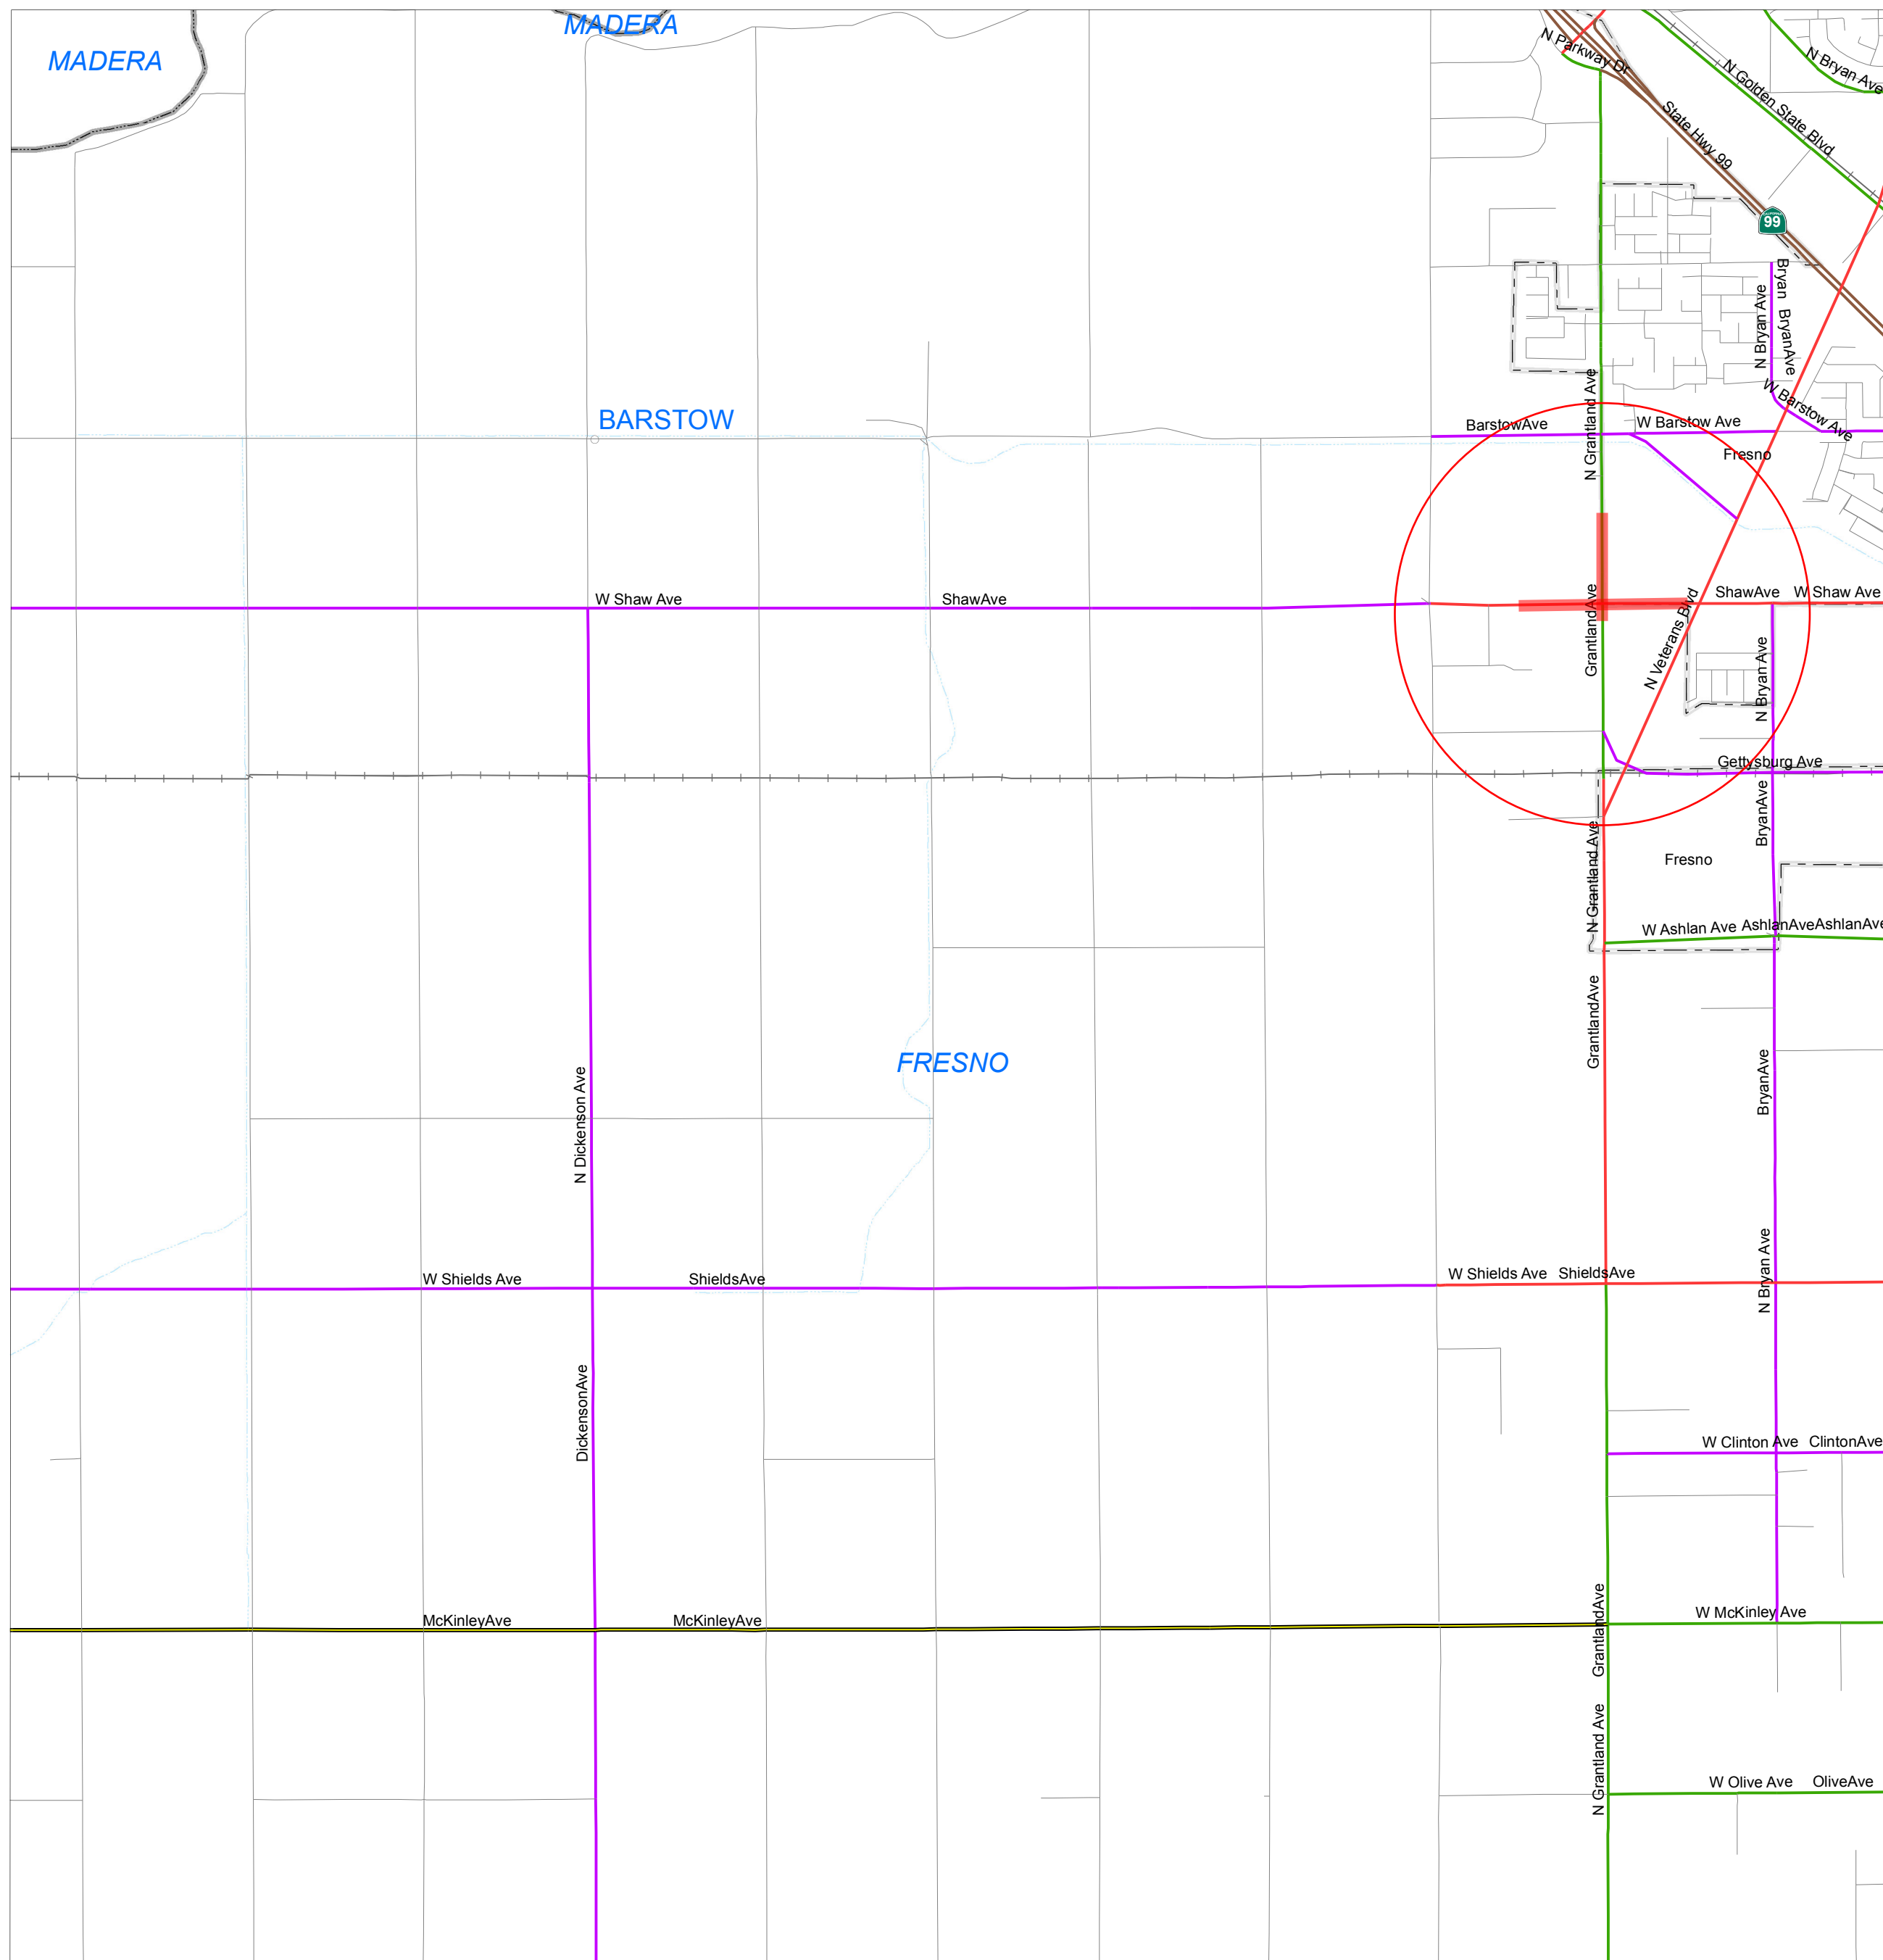 MADERA
MADERA
N Parkway Dr
N Golden State Blvd
N Bryan Ave
State Hwy 99
99
Bryan
BryanAve
N Bryan Ave
W Barstow Ave
BARSTOW
N Grantland Ave
BarstowAve
W Barstow Ave
Fresno
W Shaw Ave
ShawAve
GrantlandAve
N Veterans Blvd
ShawAve
W Shaw Ave
N Bryan Ave
Gettysburg Ave
BryanAve
N Grantland Ave
Fresno
W Ashlan Ave
AshlanAve
AshlanAve
GrantlandAve
FRESNO
N Dickenson Ave
BryanAve
W Shields Ave
ShieldsAve
W Shields Ave
ShieldsAve
N Bryan Ave
DickensonAve
W Clinton Ave
ClintonAve
McKinleyAve
McKinleyAve
GrantlandAve
W McKinley Ave
N Grantland Ave
W Olive Ave
OliveAve